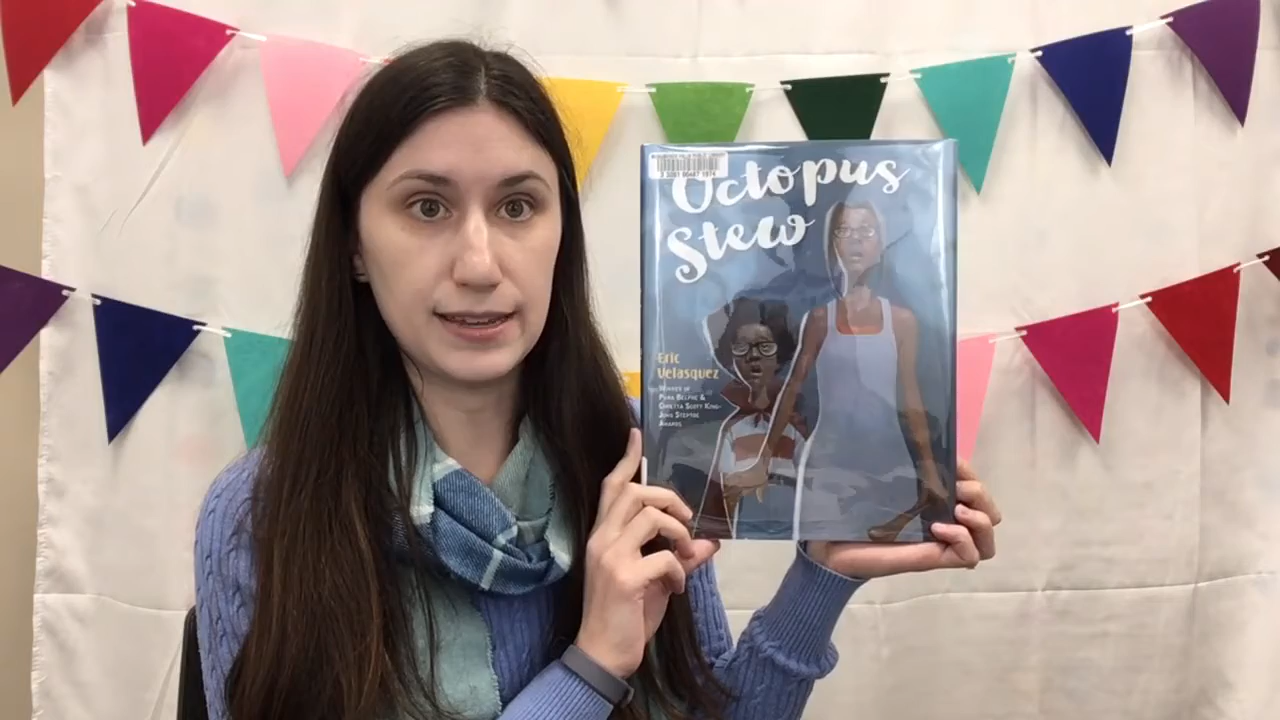 Octopus
Stew
Eric
Velasquez
Winner of
Pura Belpré &
Coretta Scott King–
John Steptoe
Awards